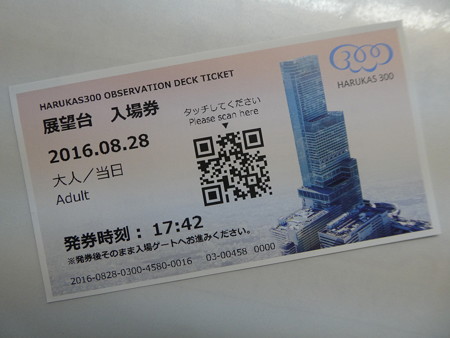 HARUKAS300 OBSERVATION DECK TICKET
展望台 入場券
2016.08.28
大人／当日
Adult
タッチしてください
Please scan here
300
HARUKAS 300
発券時刻： 17:42
※発券後そのまま入場ゲートへお進みください。
2016-0828-0300-4580-0016 03-00458 0000